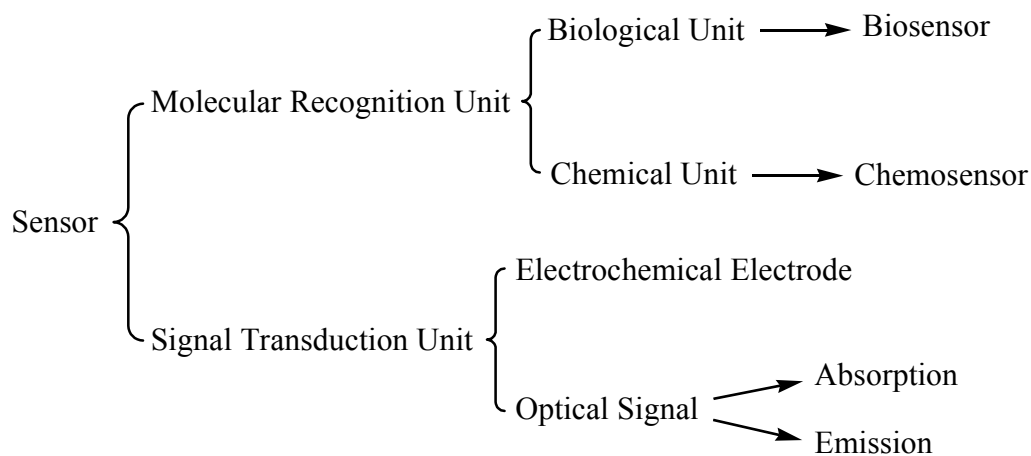 Biological Unit
Biosensor
Molecular Recognition Unit
Chemical Unit
Chemosensor
Sensor
Electrochemical Electrode
Signal Transduction Unit
Absorption
Optical Signal
Emission